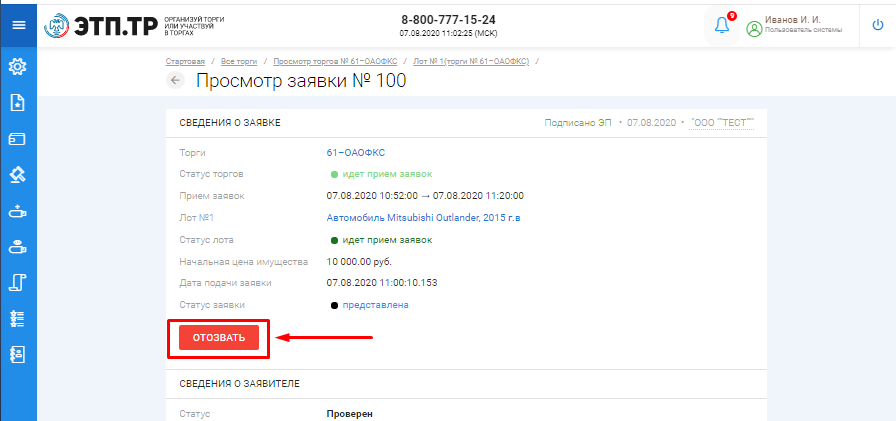 ЭТП.ТР
ОРГАНИЗУЙ ТОРГИ
ИЛИ УЧАСТВУЙ
В ТОРГАХ
8-800-777-15-24
07.08.2020 11:02:25 (МСК)
9
Иванов И. И.
Пользователь системы
Стартовая / Все торги / Просмотр торгов № 61–ОАОФКС / Лот № 1(торги № 61–ОАОФКС) /
Просмотр заявки № 100
СВЕДЕНИЯ О ЗАЯВКЕ
Подписано ЭП • 07.08.2020 • "ООО ""ТЕСТ"""
Торги 61–ОАОФКС
Статус торгов идет прием заявок
Прием заявок 07.08.2020 10:52:00 → 07.08.2020 11:20:00
Лот №1 Автомобиль Mitsubishi Outlander, 2015 г.в
Статус лота идет прием заявок
Начальная цена имущества 10 000.00 руб.
Дата подачи заявки 07.08.2020 11:00:10.153
Статус заявки представлена
ОТОЗВАТЬ
СВЕДЕНИЯ О ЗАЯВИТЕЛЕ
Статус Проверен